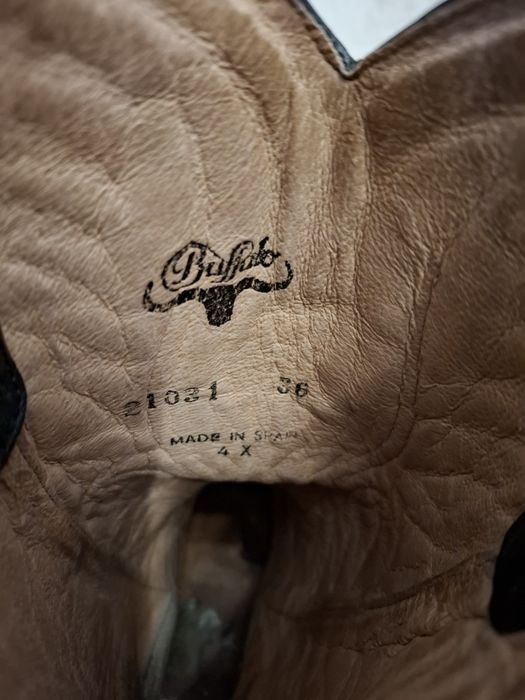 Buffalo
21031 36
MADE IN SPAIN
4 X